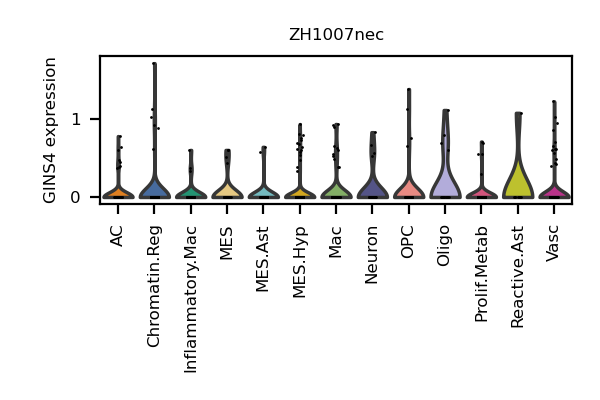 ZH1007nec
GINS4 expression
1
0
AC
Chromatin.Reg
Inflammatory.Mac
MES
MES.Ast
MES.Hyp
Mac
Neuron
OPC
Oligo
Prolif.Metab
Reactive.Ast
Vasc